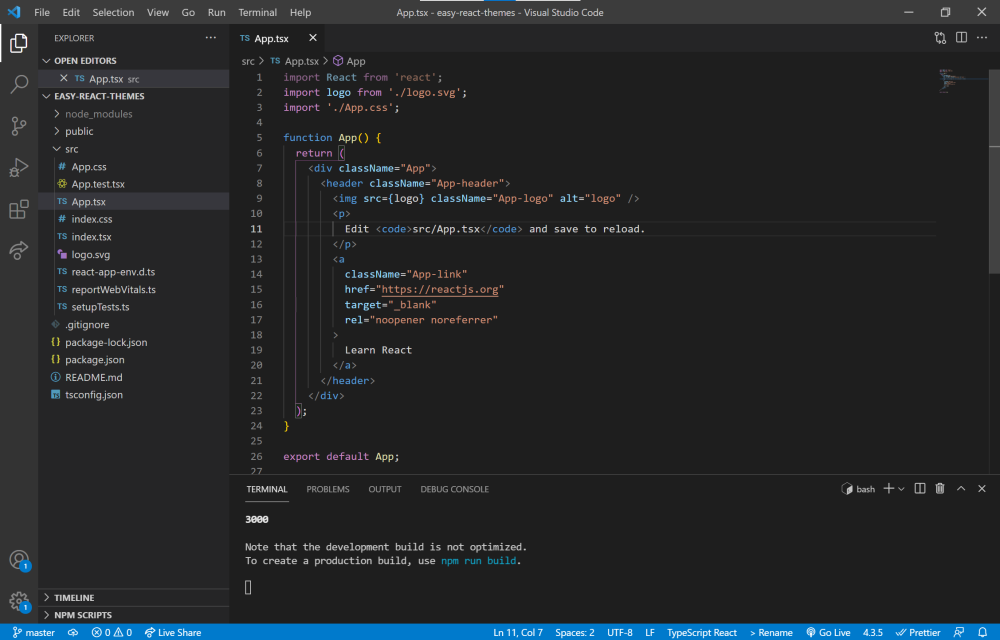 File Edit Selection View Go Run Terminal Help App.tsx - easy-react-themes - Visual Studio Code
EXPLORER ···
OPEN EDITORS
TS App.tsx src
EASY-REACT-THEMES
node_modules
public
src
# App.css
App.test.tsx
TS App.tsx
# index.css
TS index.tsx
logo.svg
TS react-app-env.d.ts
TS reportWebVitals.ts
TS setupTests.ts
.gitignore
{} package-lock.json
{} package.json
README.md
tsconfig.json
TIMELINE
NPM SCRIPTS
1
1
TS App.tsx
src > TS App.tsx > App
1 import React from 'react';
2 import logo from './logo.svg';
3 import './App.css';
4
5 function App() {
6 return (
7 <div className="App">
8 <header className="App-header">
9 <img src={logo} className="App-logo" alt="logo" />
10 <p>
11 Edit <code>src/App.tsx</code> and save to reload.
12 </p>
13 <a
14 className="App-link"
15 href="https://reactjs.org"
16 target="_blank"
17 rel="noopener noreferrer"
18 >
19 Learn React
20 </a>
21 </header>
22 </div>
23 );
24 }
25
26 export default App;
27
TERMINAL PROBLEMS OUTPUT DEBUG CONSOLE bash
3000
Note that the development build is not optimized.
To create a production build, use npm run build.
master 0 0 Live Share Ln 11, Col 7 Spaces: 2 UTF-8 LF TypeScript React > Rename Go Live 4.3.5 Prettier